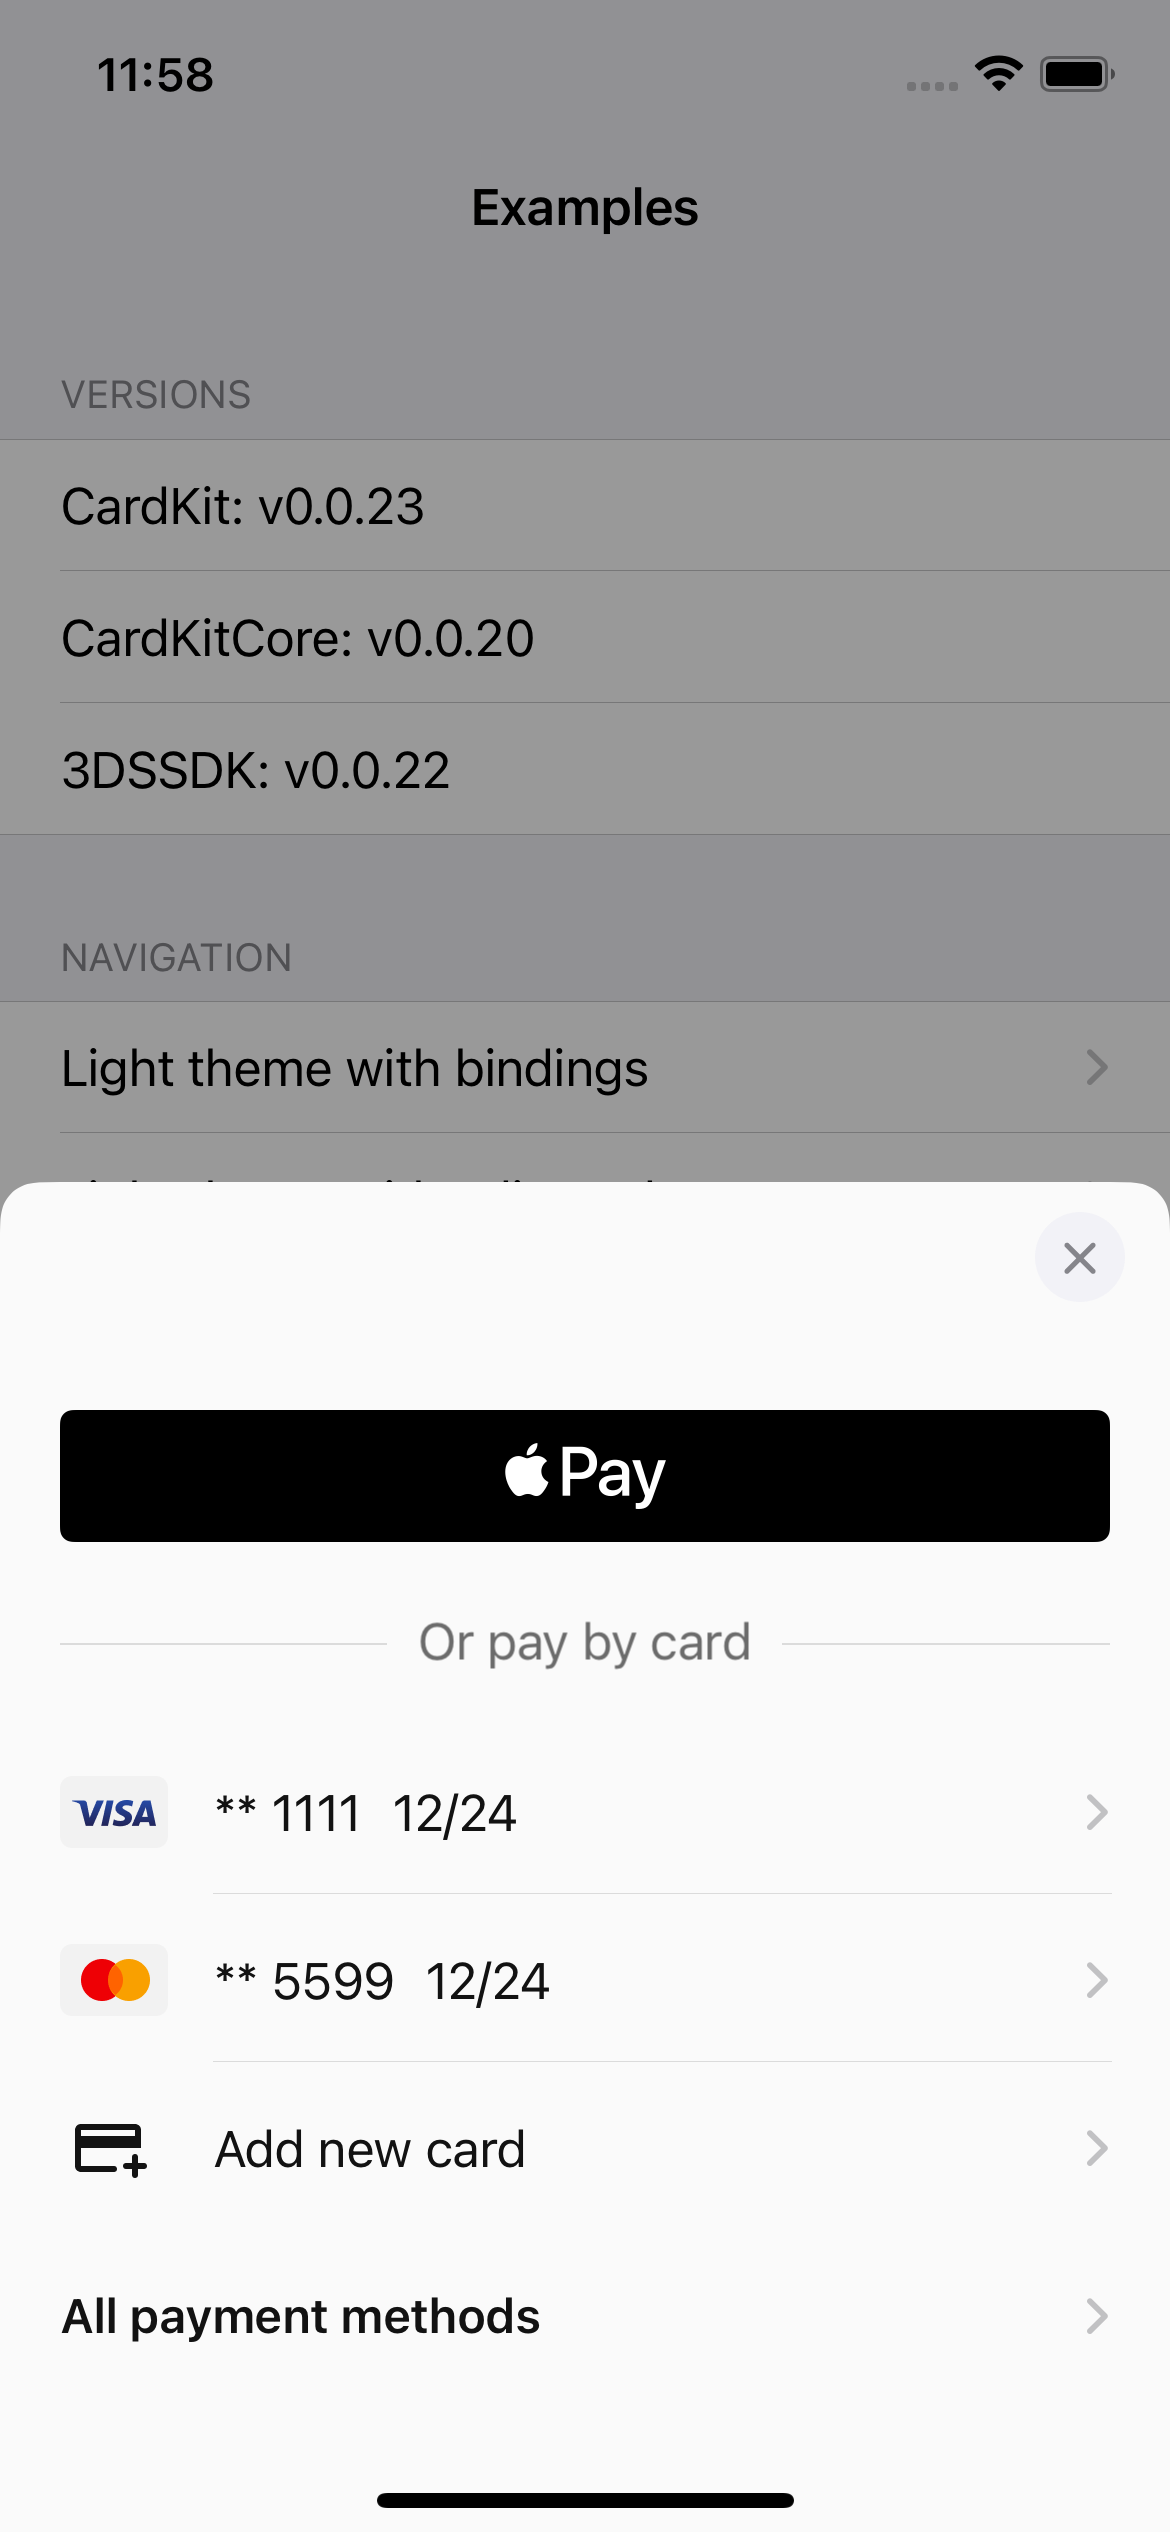 11:58
Examples
VERSIONS
CardKit: v0.0.23
CardKitCore: v0.0.20
3DSSDK: v0.0.22
NAVIGATION
Light theme with bindings
Pay
Or pay by card
VISA ** 1111 12/24
** 5599 12/24
Add new card
All payment methods